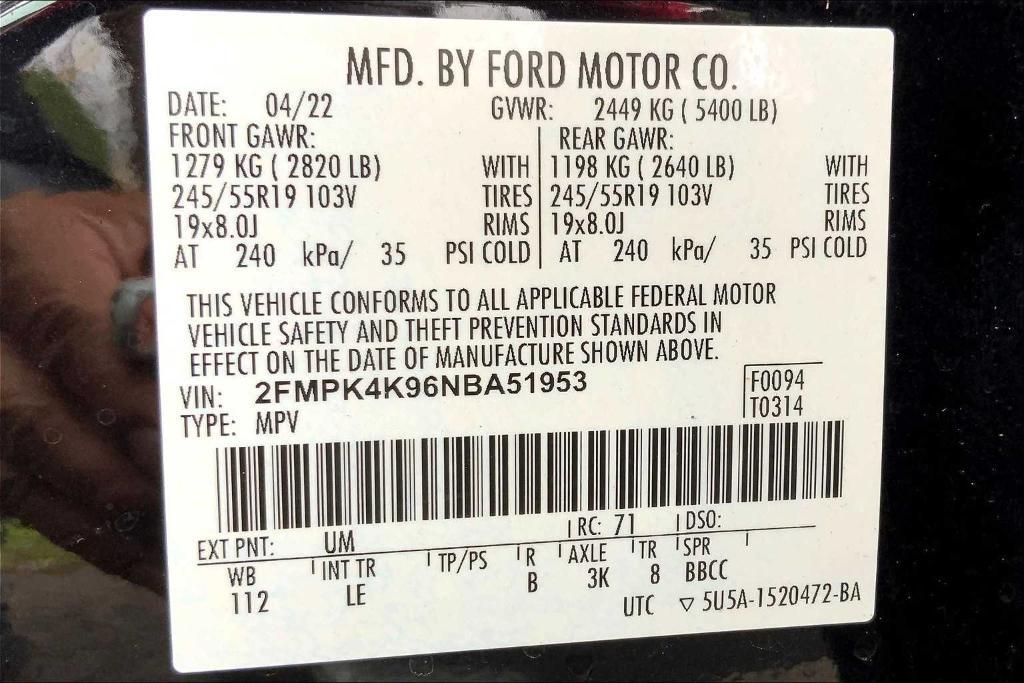 MFD. BY FORD MOTOR CO.
DATE: 04/22 GVWR: 2449 KG ( 5400 LB)
FRONT GAWR: REAR GAWR:
1279 KG ( 2820 LB) WITH 1198 KG ( 2640 LB) WITH
245/55R19 103V TIRES 245/55R19 103V TIRES
19x8.0J RIMS 19x8.0J RIMS
AT 240 kPa/ 35 PSI COLD AT 240 kPa/ 35 PSI COLD
THIS VEHICLE CONFORMS TO ALL APPLICABLE FEDERAL MOTOR
VEHICLE SAFETY AND THEFT PREVENTION STANDARDS IN
EFFECT ON THE DATE OF MANUFACTURE SHOWN ABOVE.
VIN: 2FMPK4K96NBA51953 F0094
TYPE: MPV T0314
EXT PNT: UM RC: 71 DSO:
WB INT TR TP/PS R AXLE TR SPR
112 LE B 3K 8 BBCC
UTC ▽ 5U5A-1520472-BA